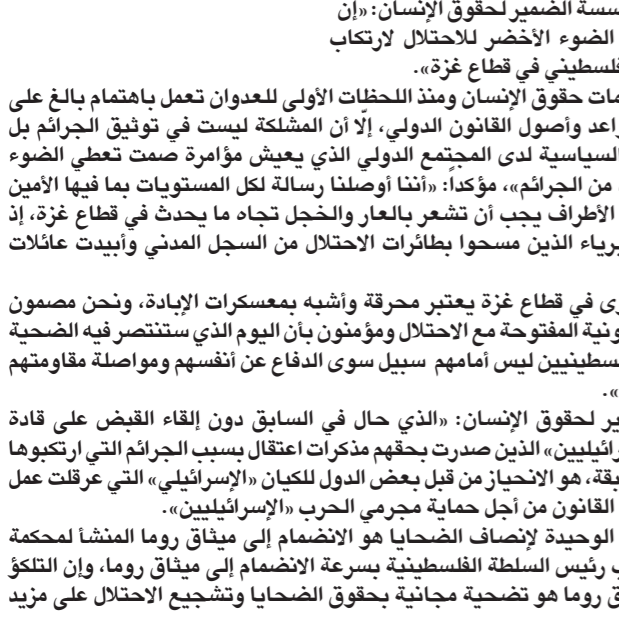 سسة الضمير لحقوق الإنسان: «إن
الضوء الأخضر للاحتلال لارتكاب
فلسطيني في قطاع غزة».
مات حقوق الإنسان ومنذ اللحظات الأولى للعدوان تعمل باهتمام بالغ على
اعد وأصول القانون الدولي، إلّا أن المشلكة ليست في توثيق الجرائم بل
السياسية لدى المجتمع الدولي الذي يعيش مؤامرة صمت تعطي الضوء
من الجرائم»، مؤكداً: «أننا أوصلنا رسالة لكل المستويات بما فيها الأمين
الأطراف يجب أن تشعر بالعار والخجل تجاه ما يحدث في قطاع غزة، إذ
برياء الذين مسحوا بطائرات الاحتلال من السجل المدني وأبيدت عائلات
رى في قطاع غزة يعتبر محرقة وأشبه بمعسكرات الإبادة، ونحن مصمون
ونية المفتوحة مع الاحتلال ومؤمنون بأن اليوم الذي ستنتصر فيه الضحية
سطينيين ليس أمامهم سبيل سوى الدفاع عن أنفسهم ومواصلة مقاومتهم
».
ير لحقوق الإنسان: «الذي حال في السابق دون إلقاء القبض على قادة
رائيليين» الذين صدرت بحقهم مذكرات اعتقال بسبب الجرائم التي ارتكبوها
بقة، هو الانحياز من قبل بعض الدول للكيان «الإسرائيلي» التي عرقلت عمل
القانون من أجل حماية مجرمي الحرب «الإسرائيليين».
الوحيدة لإنصاف الضحايا هو الانضمام إلى ميثاق روما المنشأ لمحكمة
ب رئيس السلطة الفلسطينية بسرعة الانضمام إلى ميثاق روما، وإن التلكؤ
ق روما هو تضحية مجانية بحقوق الضحايا وتشجيع الاحتلال على مزيد